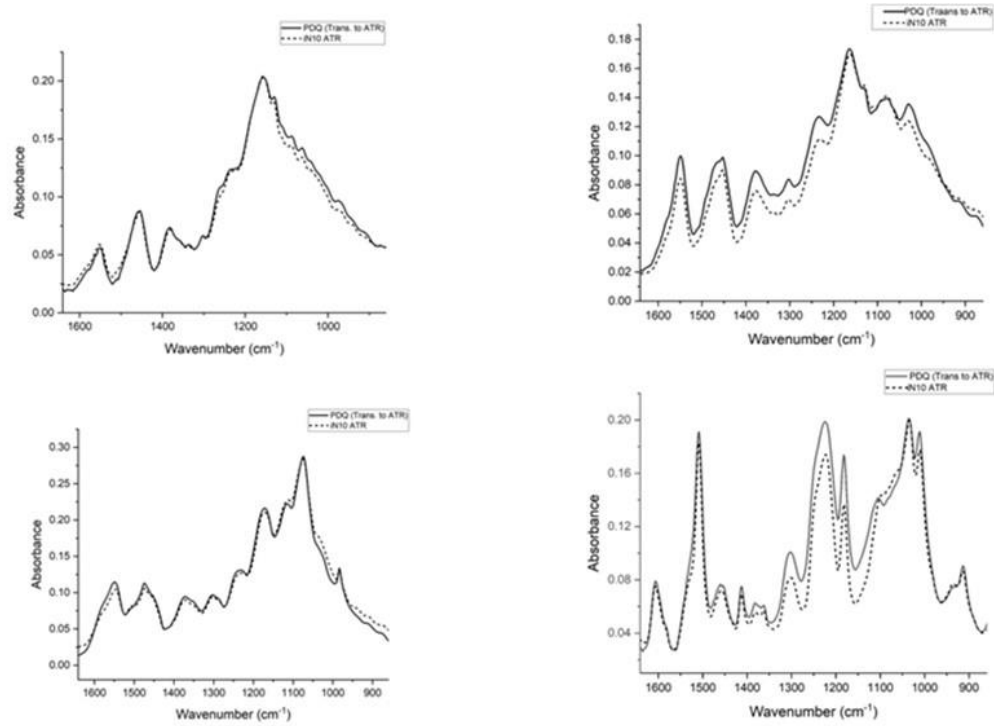 PDQ (Trans. to ATR)
iN10 ATR
0.20
0.15
0.10
0.05
0.00
Absorbance
1600 1400 1200 1000
Wavenumber (cm-1)
PDQ (Traans to ATR)
iN10 ATR
0.18
0.16
0.14
0.12
0.10
0.08
0.06
0.04
0.02
0.00
Absorbance
1600 1500 1400 1300 1200 1100 1000 900
Wavenumber (cm-1)
PDQ (Trans. to ATR)
iN10 ATR
0.30
0.25
0.20
0.15
0.10
0.05
0.00
Absorbance
1600 1500 1400 1300 1200 1100 1000 900
Wavenumber (cm-1)
PDQ (Trans to ATR)
iN10 ATR
0.20
0.16
0.12
0.08
0.04
Absorbance
1600 1500 1400 1300 1200 1100 1000 900
Wavenumber (cm-1)